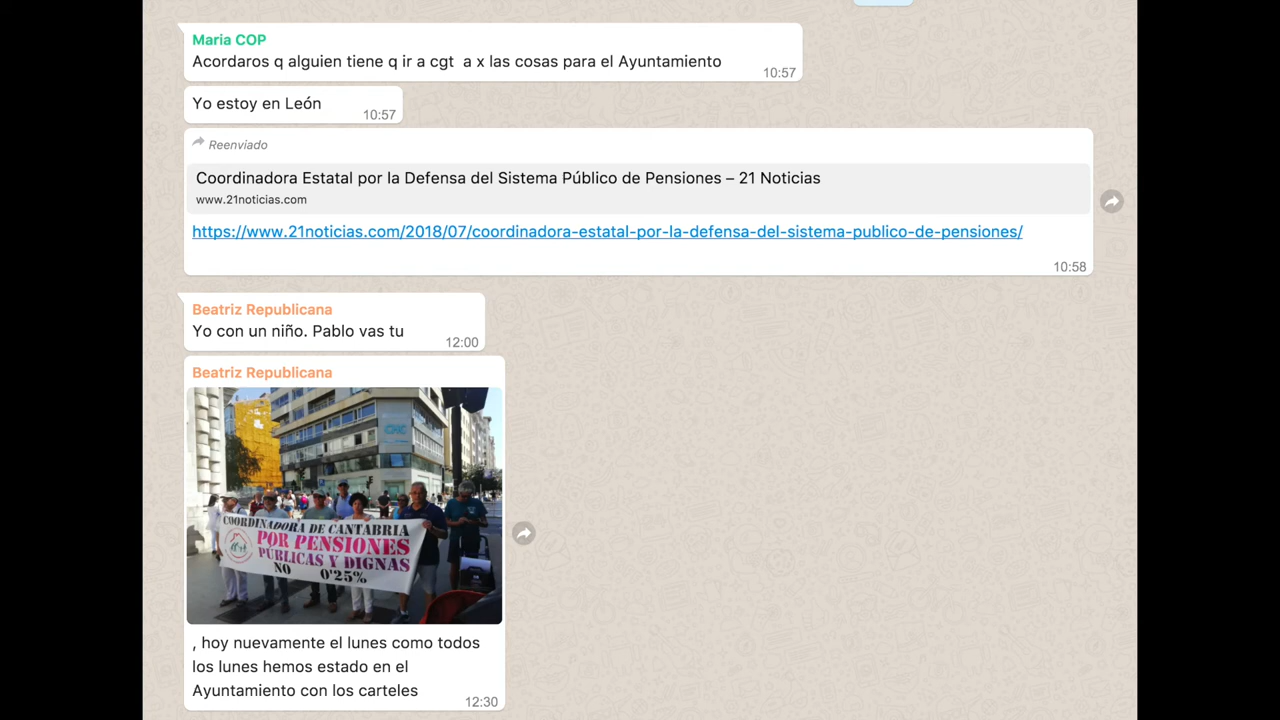 Maria COP
Acordaros q alguien tiene q ir a cgt  a x las cosas para el Ayuntamiento
10:57
Yo estoy en León
10:57
Reenviado
Coordinadora Estatal por la Defensa del Sistema Público de Pensiones – 21 Noticias
www.21noticias.com
https://www.21noticias.com/2018/07/coordinadora-estatal-por-la-defensa-del-sistema-publico-de-pensiones/
10:58
Beatriz Republicana
Yo con un niño. Pablo vas tu
12:00
Beatriz Republicana
COORDINADORA DE CANTABRIA
POR PENSIONES
PÚBLICAS Y DIGNAS
NO 0'25%
, hoy nuevamente el lunes como todos
los lunes hemos estado en el
Ayuntamiento con los carteles
12:30